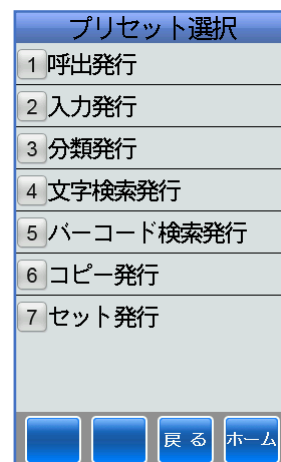 プリセット選択
1 呼出発行
2 入力発行
3 分類発行
4 文字検索発行
5 バーコード検索発行
6 コピー発行
7 セット発行
戻る ホーム